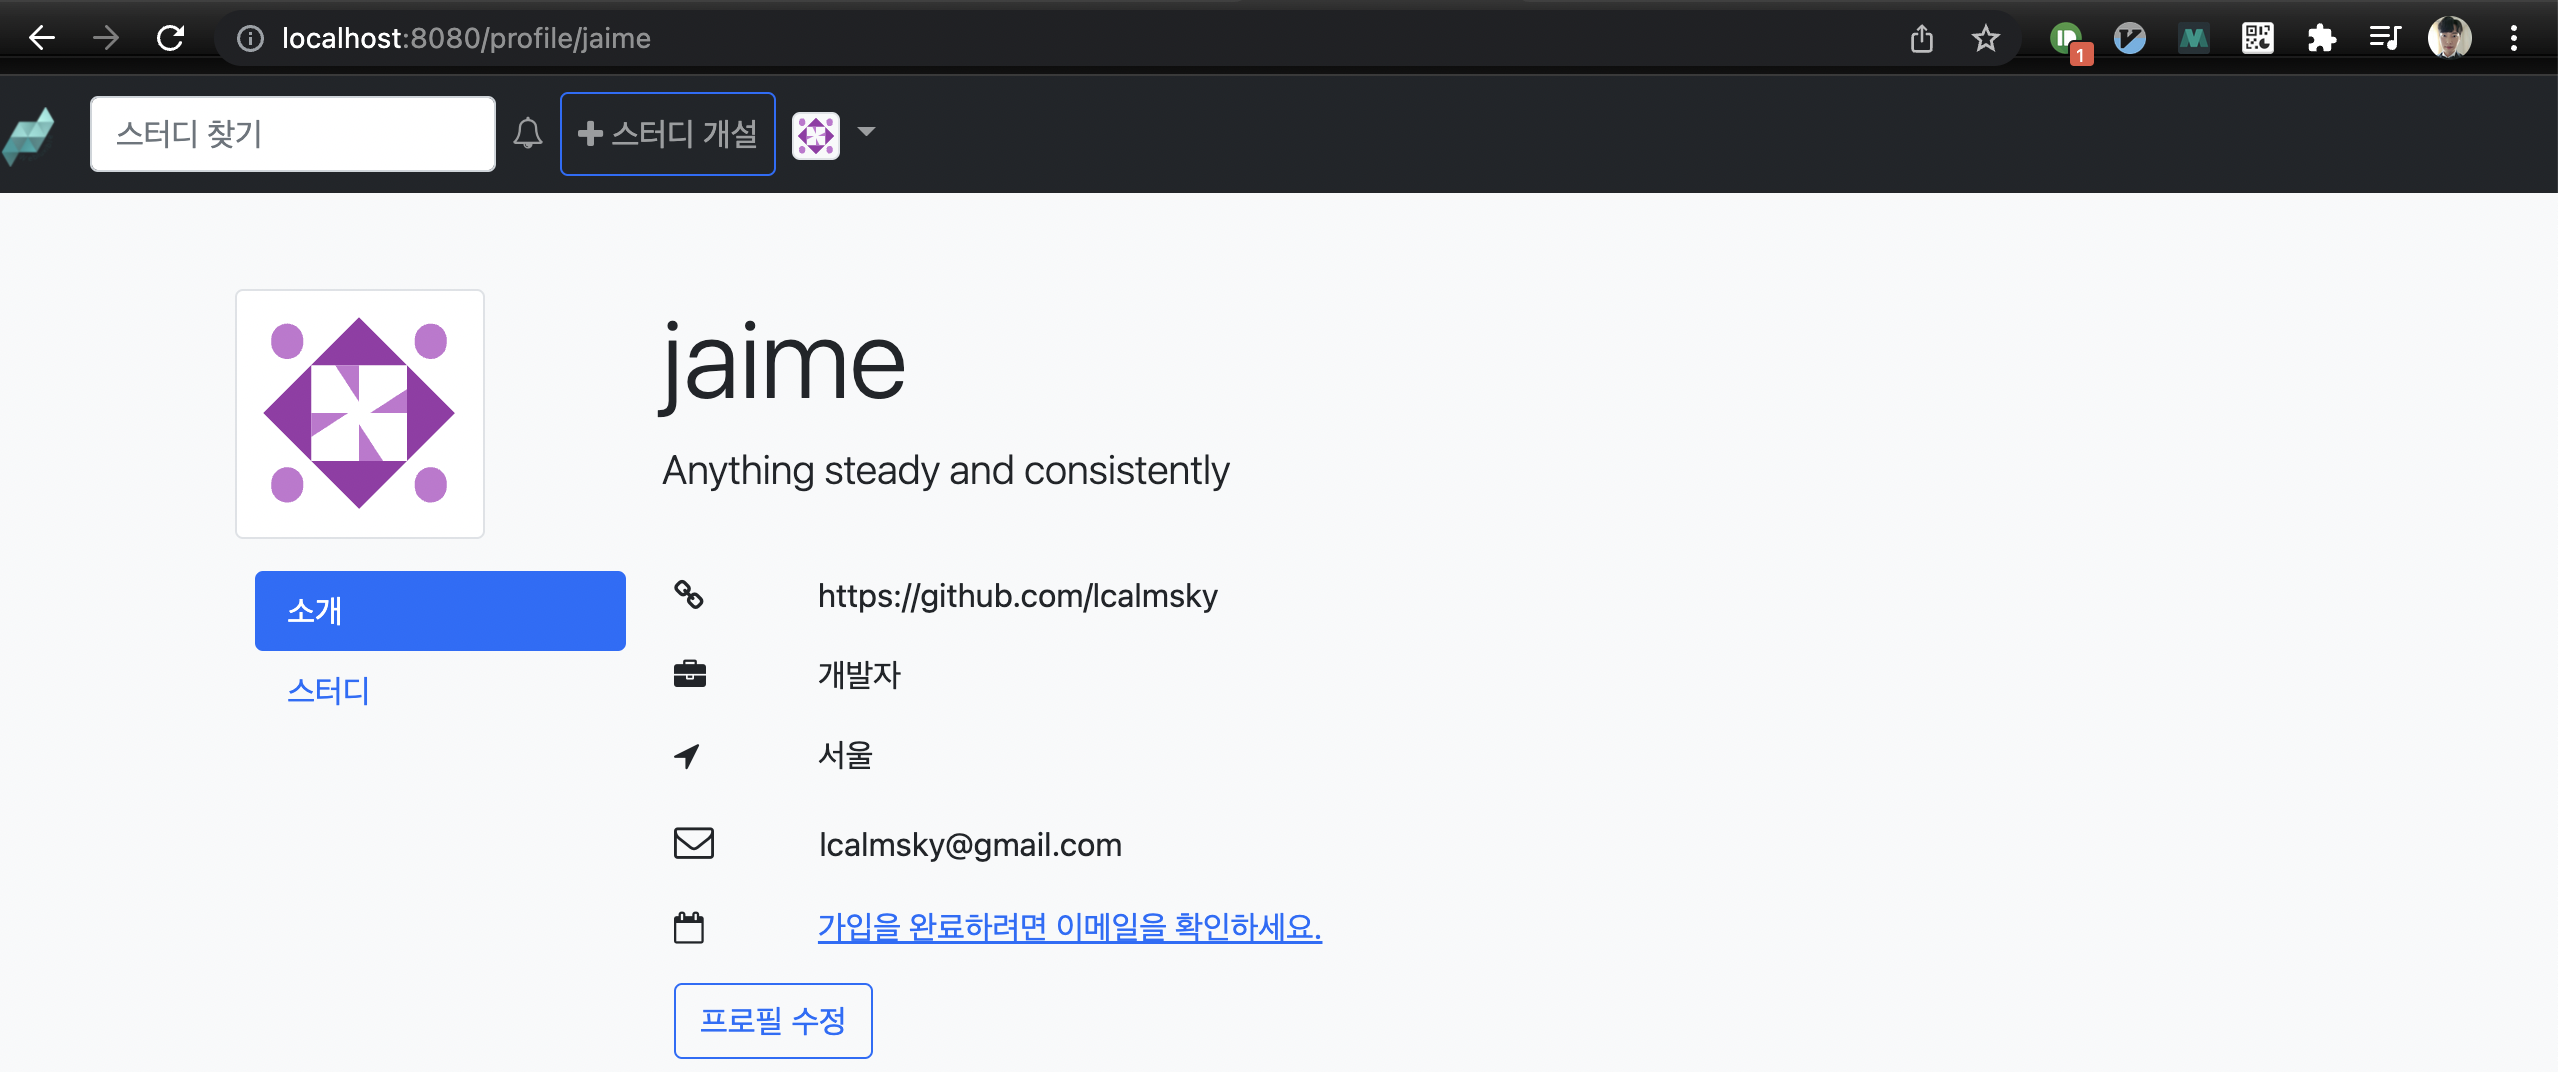 localhost:8080/profile/jaime
1
스터디 찾기
스터디 개설
jaime
Anything steady and consistently
소개
스터디
https://github.com/lcalmsky
개발자
서울
lcalmsky@gmail.com
가입을 완료하려면 이메일을 확인하세요.
프로필 수정